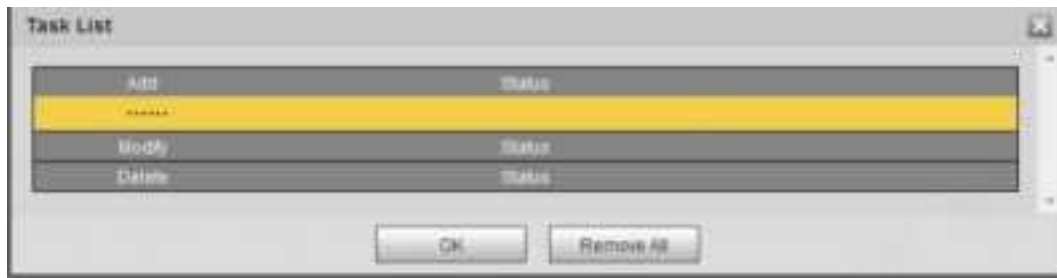 Task List
Add Status
------
Modify Status
Delete Status
OK Remove All